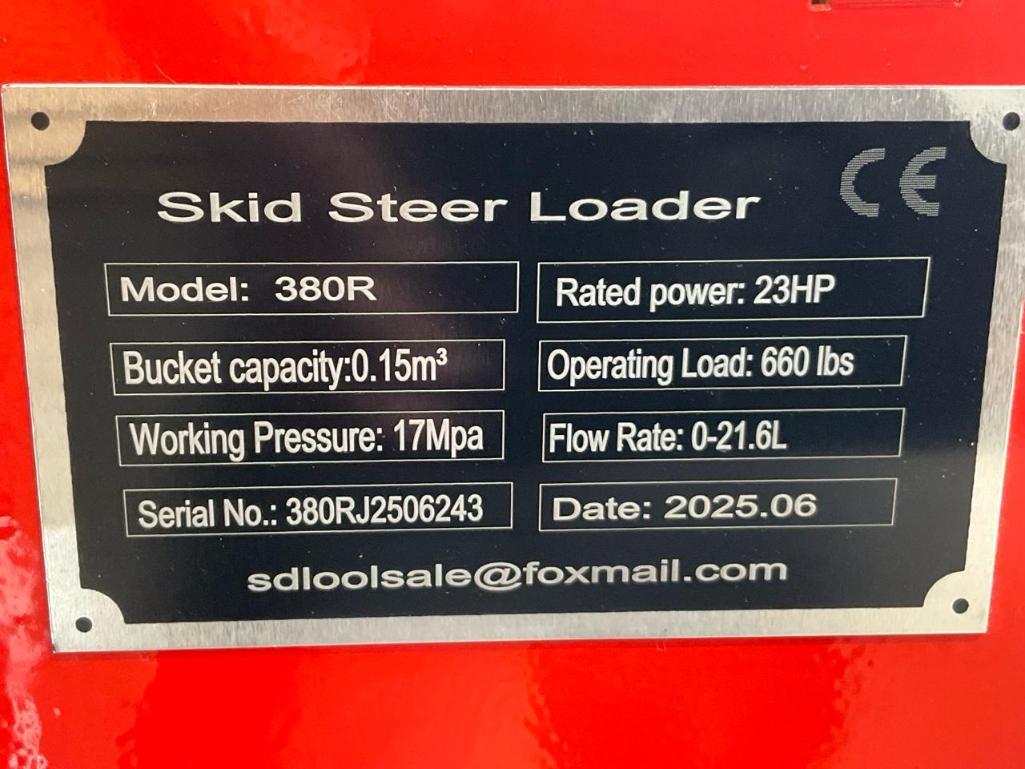 CE
Skid Steer Loader
Model: 380R
Rated power: 23HP
Bucket capacity:0.15m³
Operating Load: 660 lbs
Working Pressure: 17Mpa
Flow Rate: 0-21.6L
Serial No.: 380RJ2506243
Date: 2025.06
sdloolsale@foxmail.com